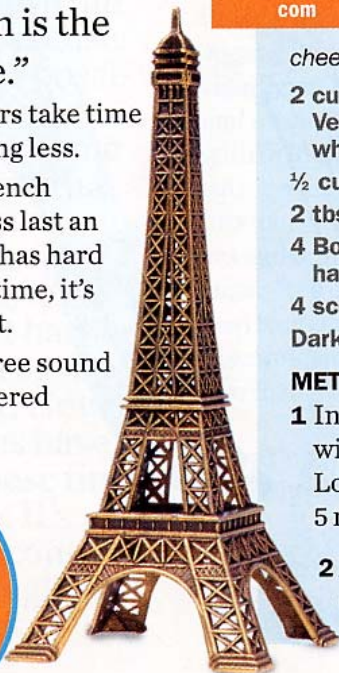 n is the
e.”
rs take time
ng less.
ench
ss last an
has hard
time, it’s
t.
ree sound
ered
com
chee
2 cu
Ve
wh
½ cu
2 tbs
4 Bo
ha
4 sc
Dark
MET
1 In
wi
Lo
5 r
2